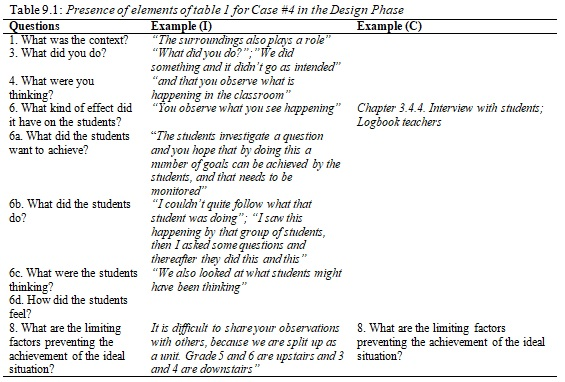 Table 9.1: Presence of elements of table 1 for Case #4 in the Design Phase
Questions Example (I) Example (C)
1. What was the context? "The surroundings also plays a role"
3. What did you do? "What did you do?";"We did
something and it didn't go as intended"
4. What were you "and that you observe what is
thinking? happening in the classroom"
6. What kind of effect did "You observe what you see happening" Chapter 3.4.4. Interview with students;
it have on the students? Logbook teachers
6a. What did the students "The students investigate a question
want to achieve? and you hope that by doing this a
number of goals can be achieved by the
students, and that needs to be
monitored"
6b. What did the students "I couldn't quite follow what that
do? student was doing"; "I saw this
happening by that group of students,
then I asked some questions and
thereafter they did this and this"
6c. What were the students "We also looked at what students might
thinking? have been thinking"
6d. How did the students
feel?
8. What are the limiting It is difficult to share your observations 8. What are the limiting factors
factors preventing the with others, because we are split up as preventing the achievement of the ideal
achievement of the ideal a unit. Grade 5 and 6 are upstairs and 3 situation?
situation? and 4 are downstairs"